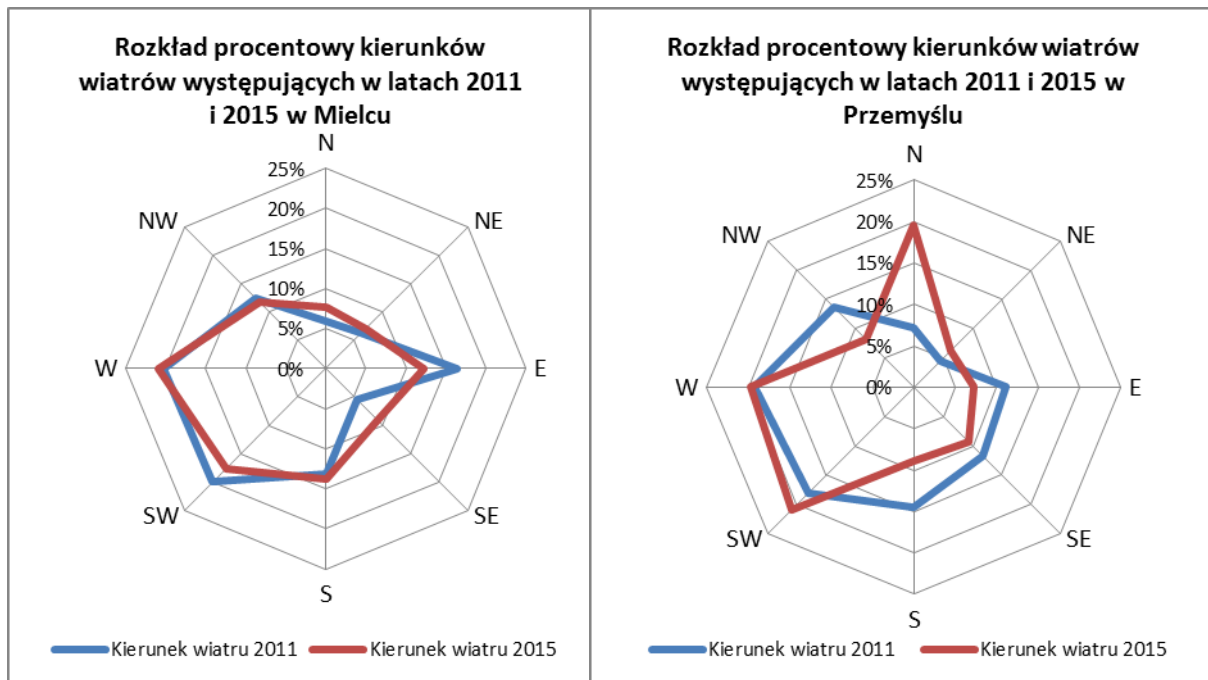 Rozkład procentowy kierunków
wiatrów występujących w latach 2011
i 2015 w Mielcu
N
25%
20%
NW
NE
15%
10%
5%
W
0%
E
SW
SE
S
Kierunek wiatru 2011
Kierunek wiatru 2015
Rozkład procentowy kierunków wiatrów
występujących w latach 2011 i 2015 w
Przemyślu
N
25%
NW
NE
20%
15%
10%
5%
W
0%
E
SW
SE
S
Kierunek wiatru 2011
Kierunek wiatru 2015